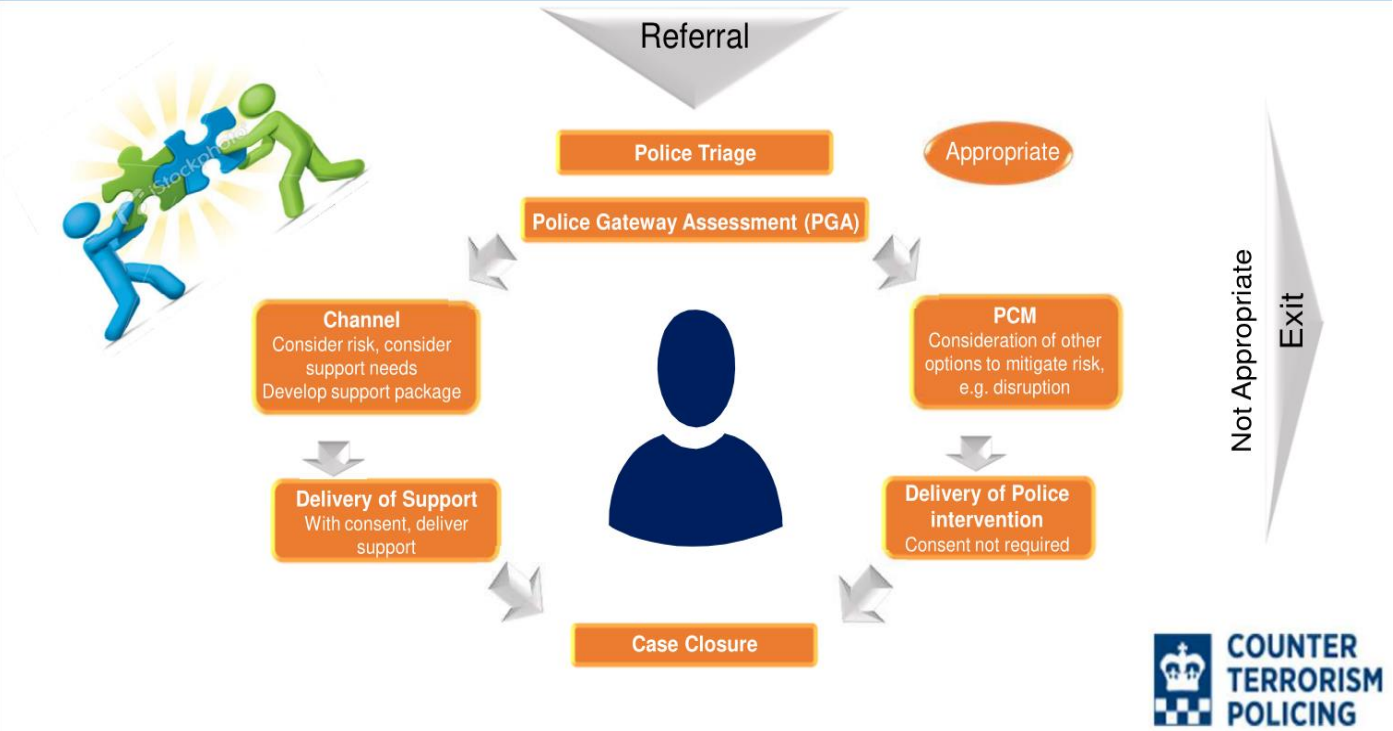 Referral
iStockphoto
Police Triage
Appropriate
Police Gateway Assessment (PGA)
Channel
Consider risk, consider
support needs
Develop support package
PCM
Consideration of other
options to mitigate risk,
e.g. disruption
Not Appropriate
Exit
Delivery of Support
With consent, deliver
support
Delivery of Police
intervention
Consent not required
Case Closure
COUNTER
TERRORISM
POLICING